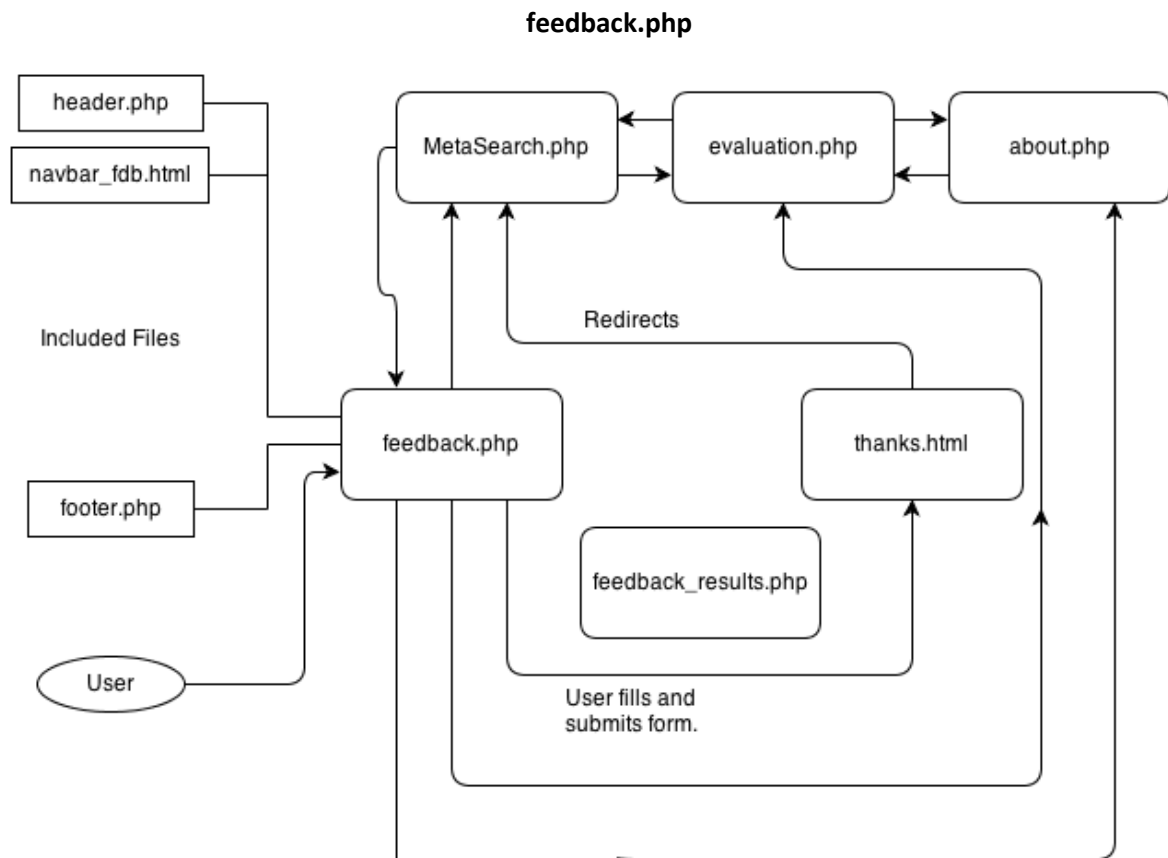 feedback.php
header.php
navbar_fdb.html
MetaSearch.php
evaluation.php
about.php
Included Files
Redirects
feedback.php
thanks.html
footer.php
feedback_results.php
User
User fills and
submits form.